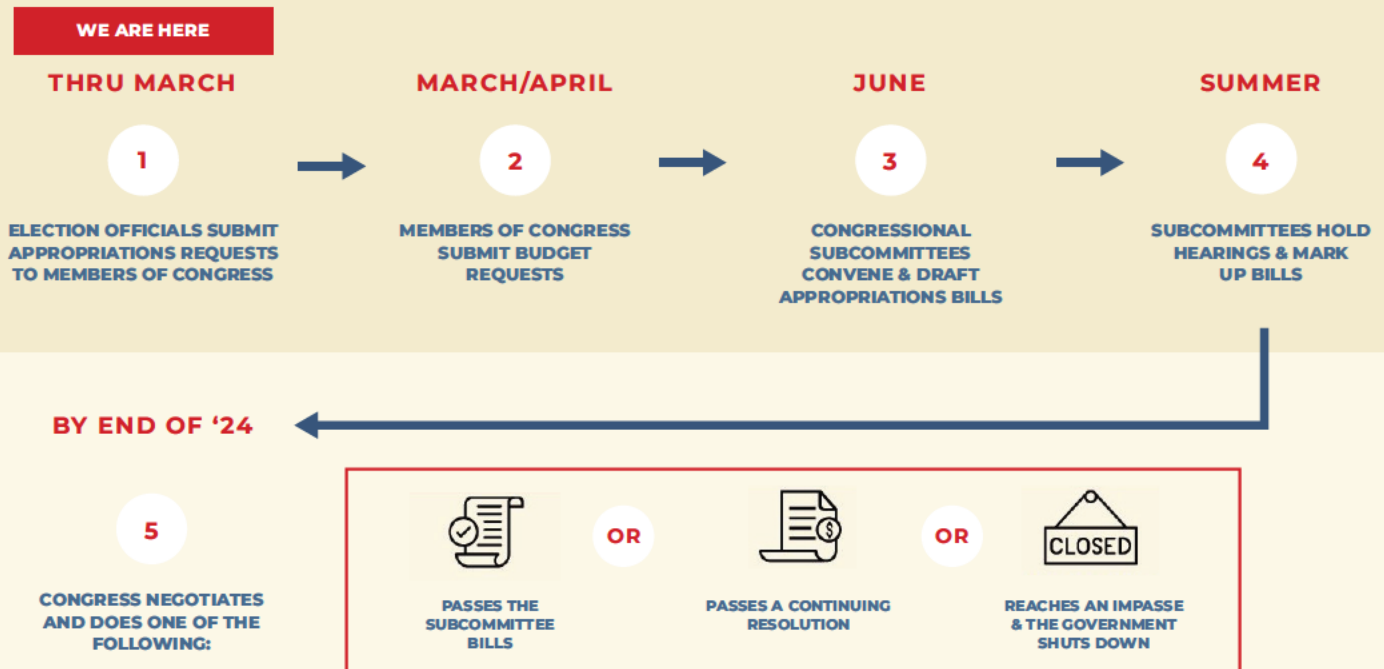 WE ARE HERE
THRU MARCH
1
ELECTION OFFICIALS SUBMIT
APPROPRIATIONS REQUESTS
TO MEMBERS OF CONGRESS
MARCH/APRIL
2
MEMBERS OF CONGRESS
SUBMIT BUDGET
REQUESTS
JUNE
3
CONGRESSIONAL
SUBCOMMITTEES
CONVENE & DRAFT
APPROPRIATIONS BILLS
SUMMER
4
SUBCOMMITTEES HOLD
HEARINGS & MARK
UP BILLS
BY END OF ‘24
5
CONGRESS NEGOTIATES
AND DOES ONE OF THE
FOLLOWING:
PASSES THE
SUBCOMMITTEE
BILLS
OR
$
PASSES A CONTINUING
RESOLUTION
OR
CLOSED
REACHES AN IMPASSE
& THE GOVERNMENT
SHUTS DOWN